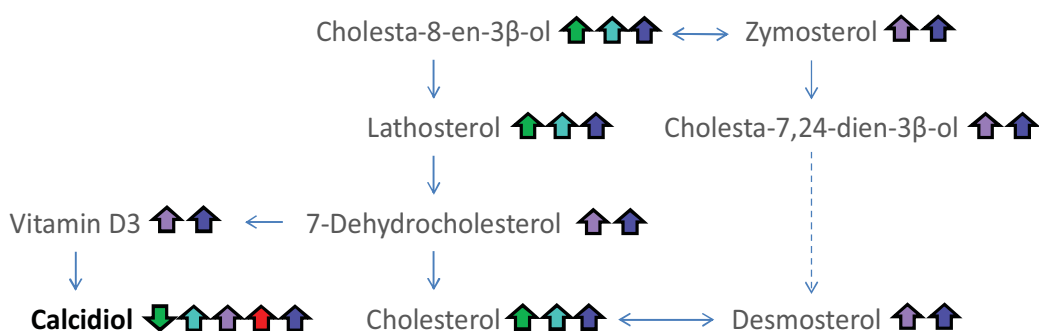 Cholesta-8-en-3β-ol
Zymosterol
Lathosterol
Cholesta-7,24-dien-3β-ol
Vitamin D3
7-Dehydrocholesterol
Calcidiol
Cholesterol
Desmosterol